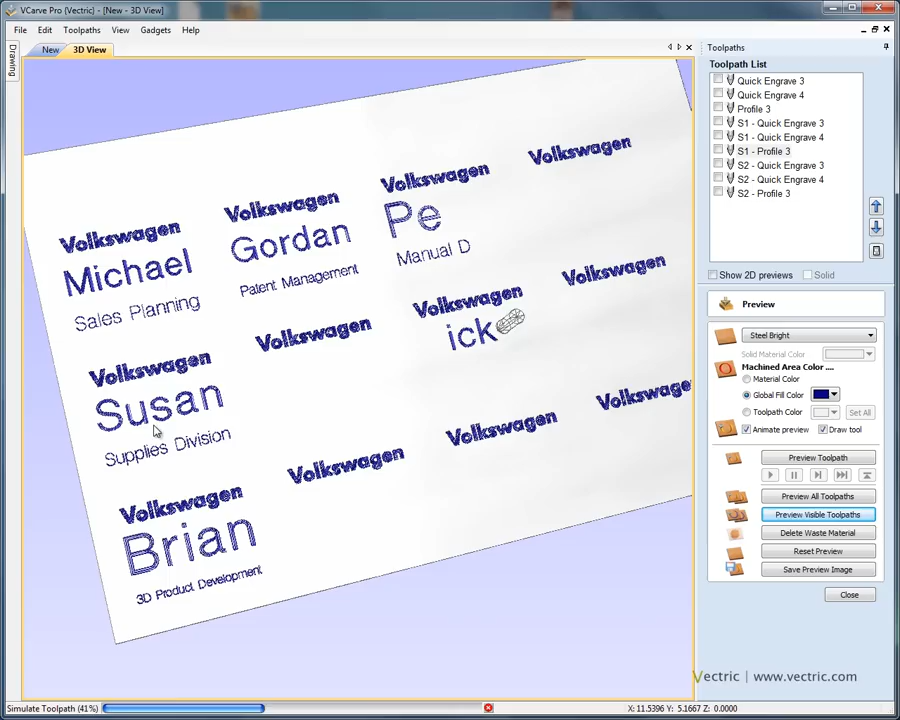 VCarve Pro (Vectric) - [New - 3D View]
File Edit Toolpaths View Gadgets Help
Drawing
New 3D View
Volkswagen
Michael
Sales Planning
Volkswagen
Gordan
Patent Management
Volkswagen
Pe
Manual D
Volkswagen
Volkswagen
Susan
Supplies Division
Volkswagen
Volkswagen
ick
Volkswagen
Volkswagen
Brian
3D Product Development
Volkswagen
Volkswagen
Volkswagen
Toolpaths
Toolpath List
Quick Engrave 3
Quick Engrave 4
Profile 3
S1 - Quick Engrave 3
S1 - Quick Engrave 4
S1 - Profile 3
S2 - Quick Engrave 3
S2 - Quick Engrave 4
S2 - Profile 3
Show 2D previews Solid
Preview
Steel Bright
Solid Material Color
Machined Area Color ....
Material Color
Global Fill Color
Toolpath Color Set All
Animate preview Draw tool
Preview Toolpath
Preview All Toolpaths
Preview Visible Toolpaths
Delete Waste Material
Reset Preview
Save Preview Image
Close
Vectric | www.vectric.com
Simulate Toolpath (41%) X: 11.5396 Y: 5.1667 Z: 0.0000